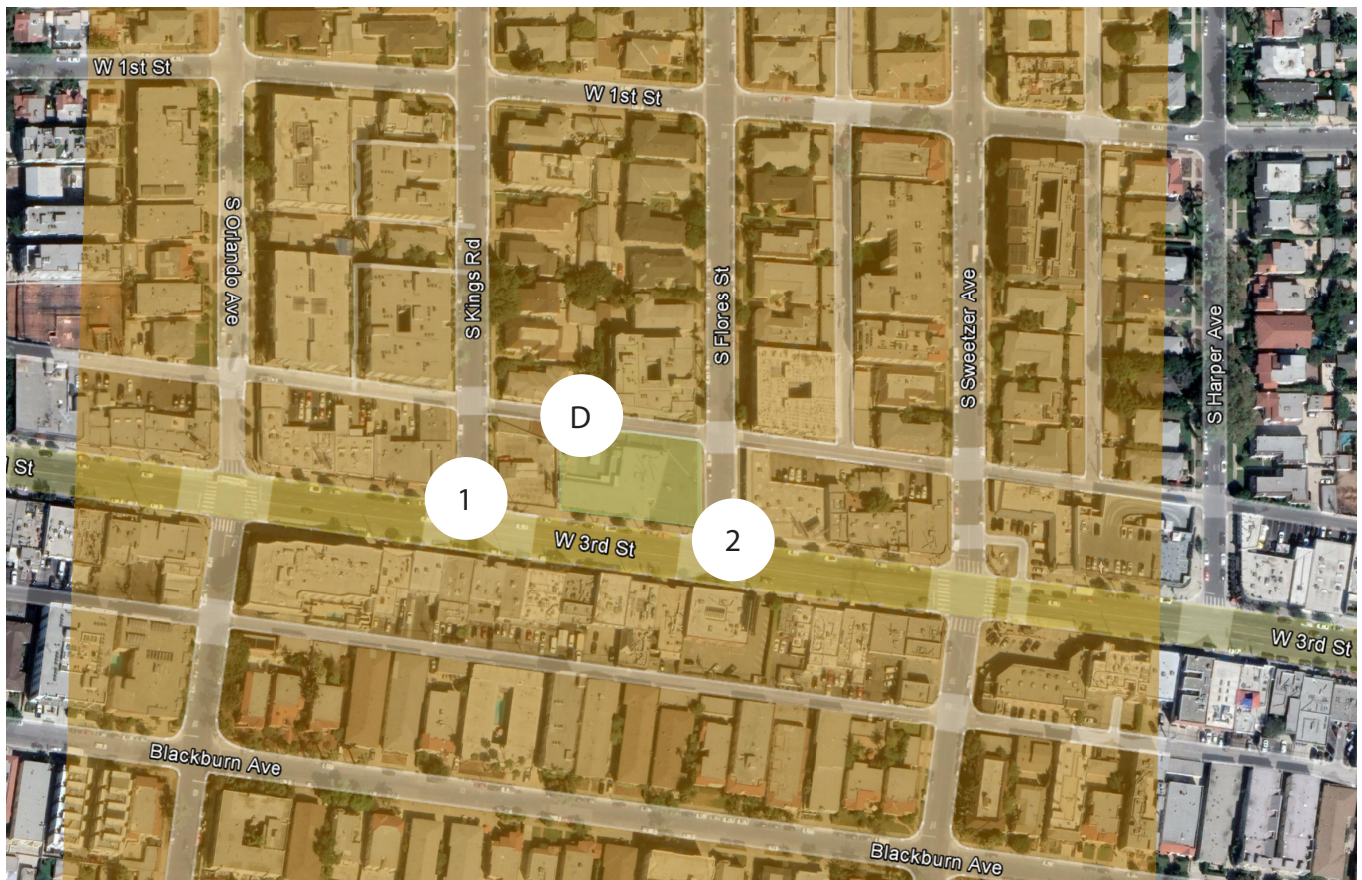 W 1st St
W 1st St
S Orlando Ave
S Kings Rd
S Flores St
S Sweetzer Ave
S Harper Ave
D
1
2
St
W 3rd St
W 3rd St
Blackburn Ave
Blackburn Ave